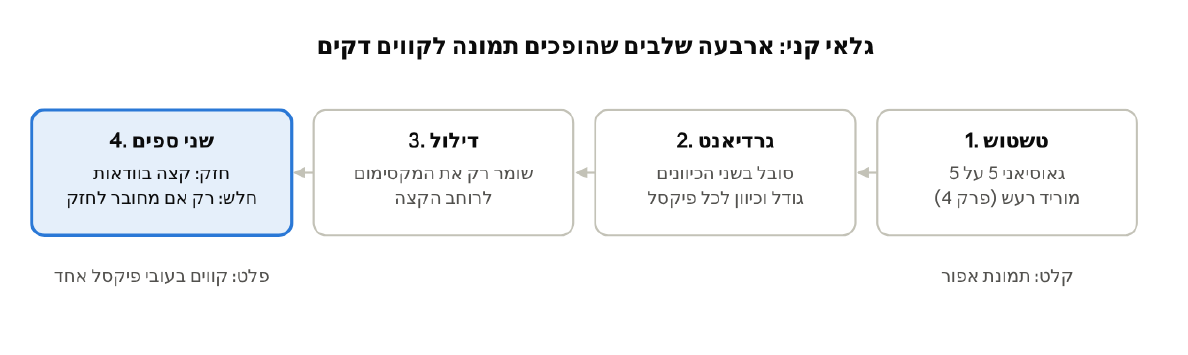 גלאי קני: ארבעה שלבים שהופכים תמונה לקווים דקים
1. טשטוש
גאוסיאני 5 על 5
מוריד רעש (פרק 4)
2. גרדיאנט
סובל בשני הכיוונים
גודל וכיוון לכל פיקסל
3. דילול
שומר רק את המקסימום
לרוחב הקצה
4. שני ספים
חזק: קצה בוודאות
חלש: רק אם מחובר לחזק
קלט: תמונת אפור
פלט: קווים בעובי פיקסל אחד